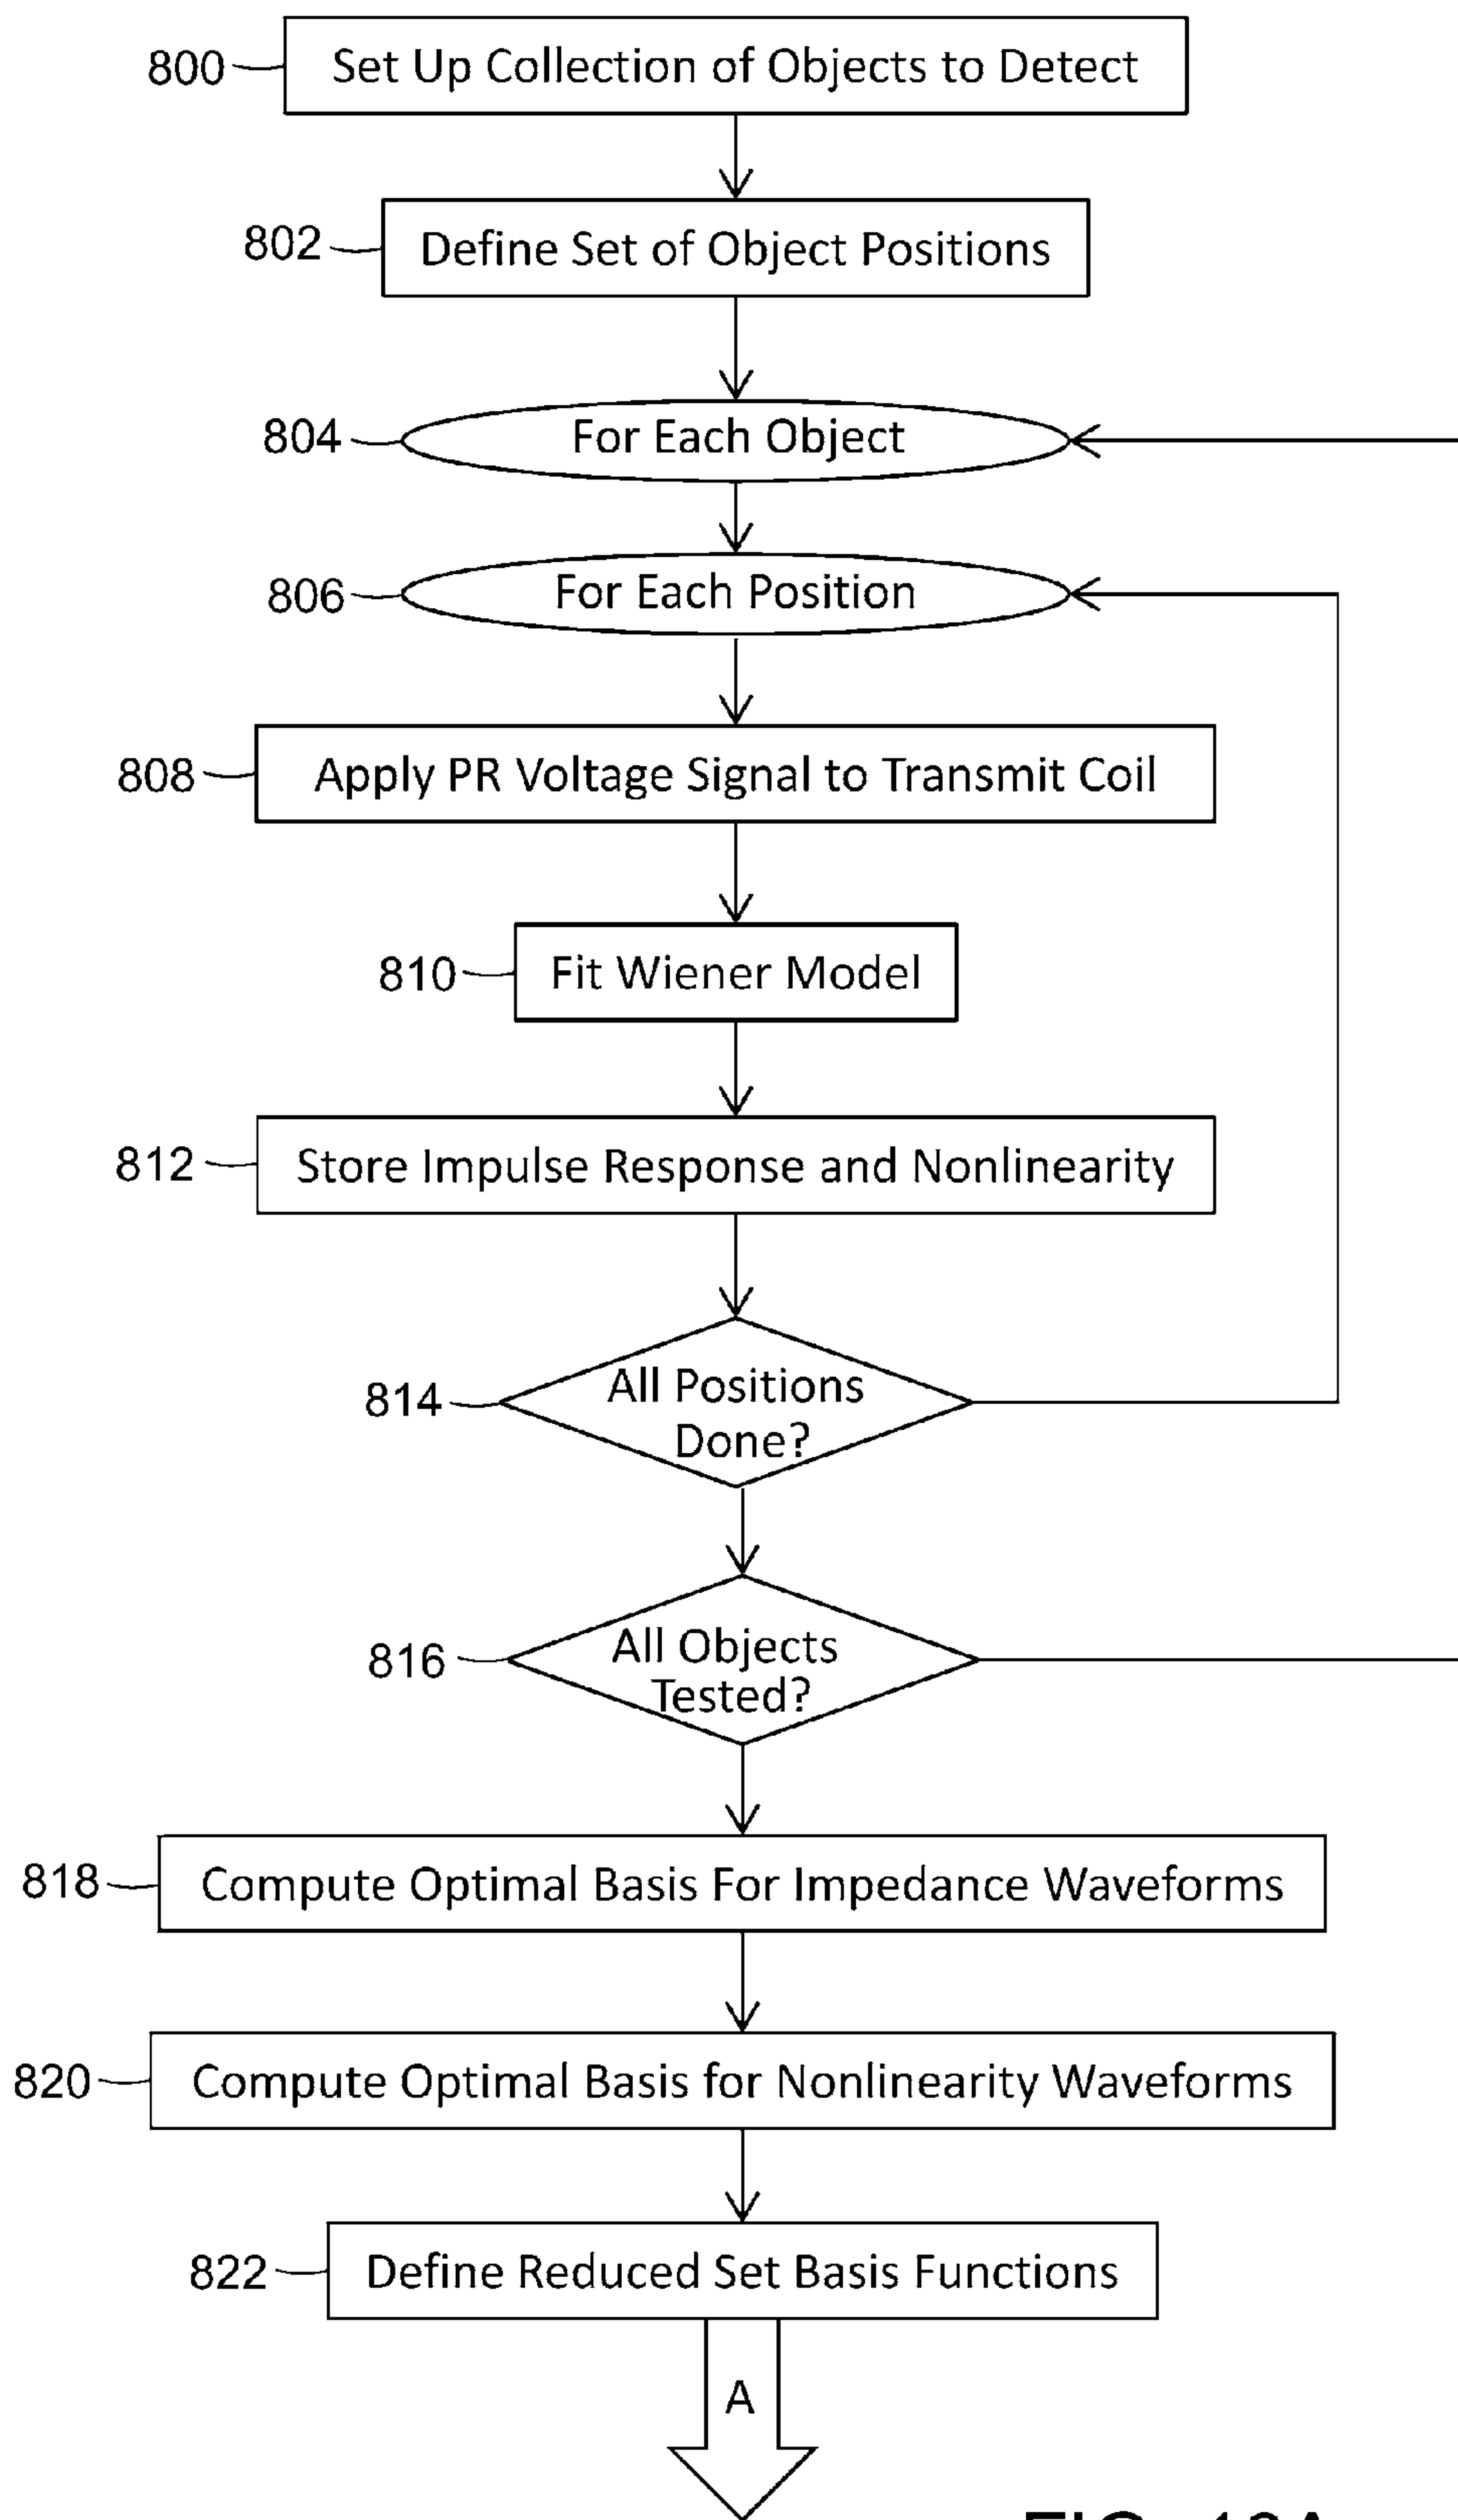 800 Set Up Collection of Objects to Detect
802 Define Set of Object Positions
804 For Each Object
806 For Each Position
808 Apply PR Voltage Signal to Transmit Coil
810 Fit Wiener Model
812 Store Impulse Response and Nonlinearity
814 All Positions
Done?
816 All Objects
Tested?
818 Compute Optimal Basis For Impedance Waveforms
820 Compute Optimal Basis for Nonlinearity Waveforms
822 Define Reduced Set Basis Functions
A